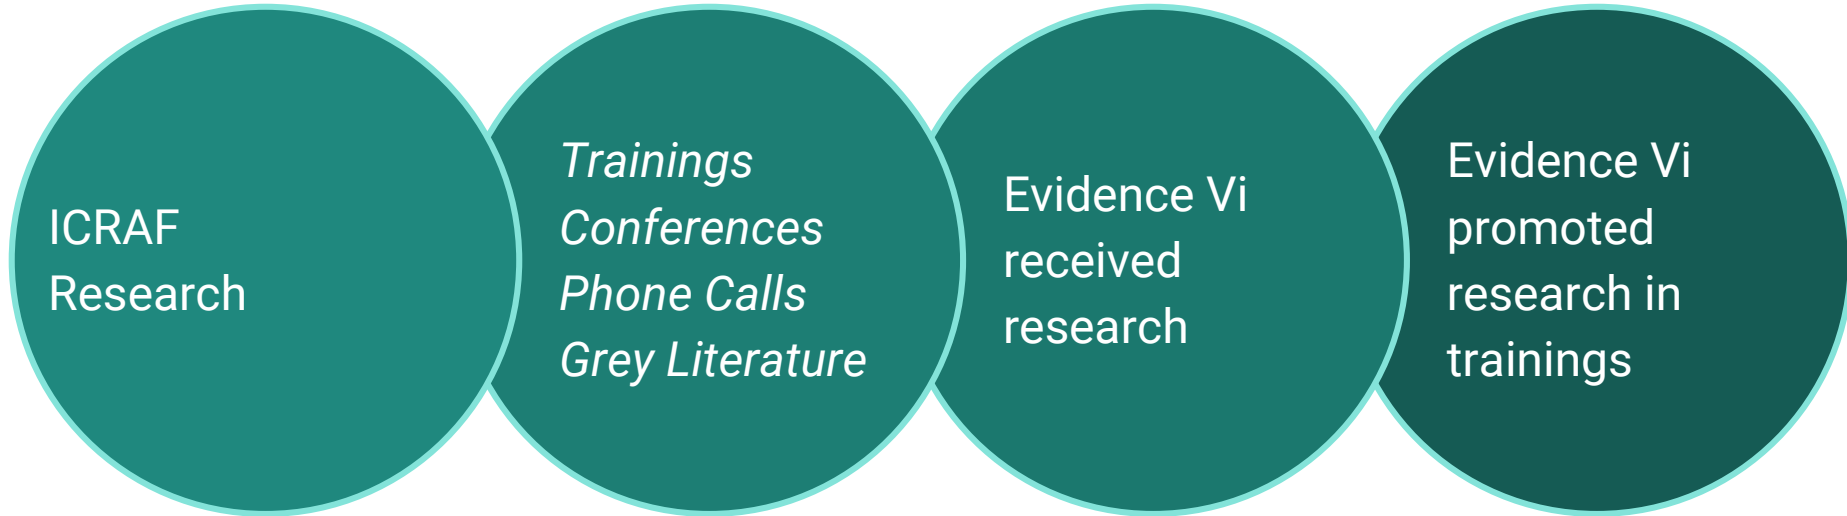 ICRAF
Research
Trainings
Conferences
Phone Calls
Grey Literature
Evidence Vi
received
research
Evidence Vi
promoted
research in
trainings